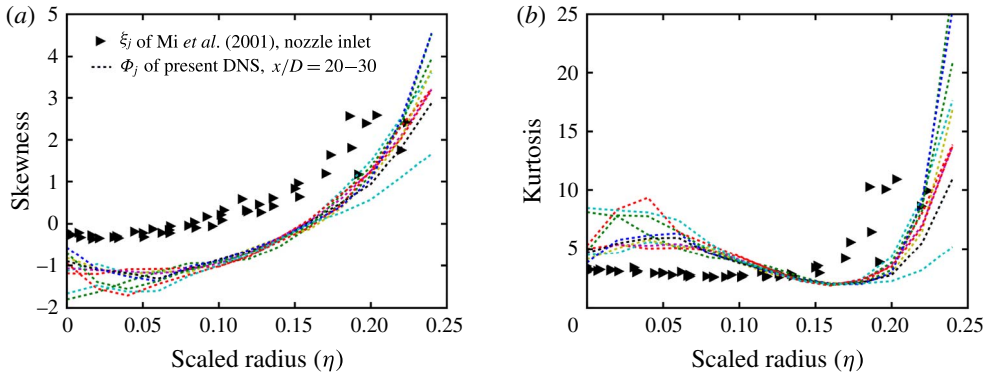 (a)
5
4
3
2
1
0
−1
−2
Skewness
ξj of Mi et al. (2001), nozzle inlet
Φj of present DNS, x/D = 20−30
0 0.05 0.10 0.15 0.20 0.25
Scaled radius (η)
(b)
25
20
15
10
5
Kurtosis
0 0.05 0.10 0.15 0.20 0.25
Scaled radius (η)